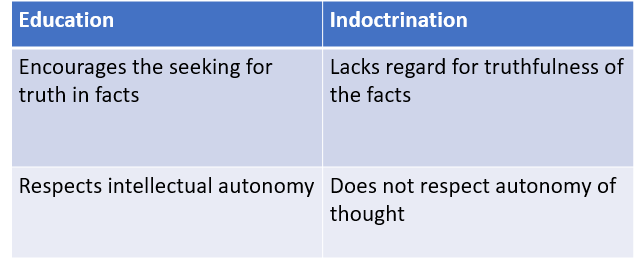 Education
Indoctrination
Encourages the seeking for
truth in facts
Lacks regard for truthfulness of
the facts
Respects intellectual autonomy
Does not respect autonomy of
thought